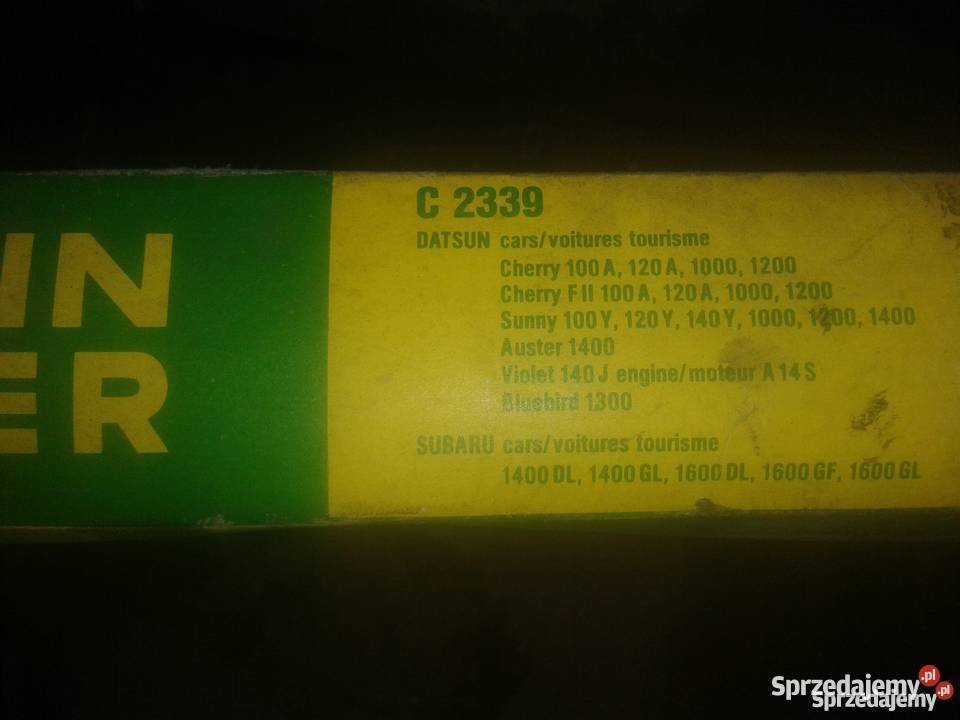 C 2339
DATSUN cars/voitures tourisme
Cherry 100 A, 120 A, 1000, 1200
Cherry F II 100 A, 120 A, 1000, 1200
Sunny 100 Y, 120 Y, 140 Y, 1000, 1200, 1400
Auster 1400
Violet 140 J engine/moteur A 14 S
Bluebird 1300
SUBARU cars/voitures tourisme
1400 DL, 1400 GL, 1600 DL, 1600 GF, 1600 GL
IN
ER
Sprzedajemy.pl
Sprzedajemy.pl